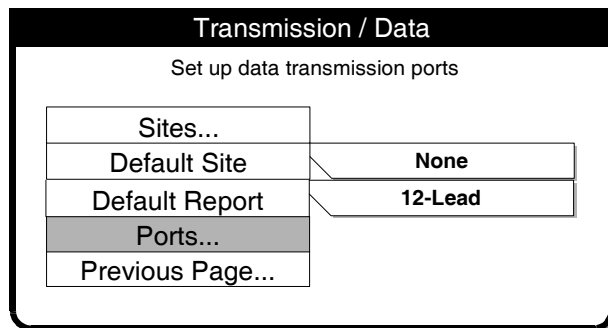 Transmission / Data
Set up data transmission ports
Sites...
Default Site None
Default Report 12-Lead
Ports...
Previous Page...